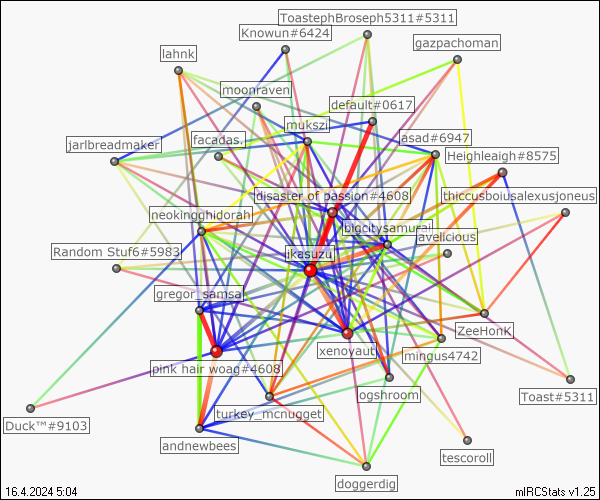 ToastephBroseph5311#5311
Knowun#6424
gazpachoman
lahnk
moonraven
default#0617
mukszi
facadas.
asad#6947
jarlbreadmaker
Heighleaigh#8575
disaster of passion#4608
thiccusboiusalexusjoneus
neokingghidorah
bigcitysamurai
javelicious
Random Stuf6#5983
ikasuzu
gregor_samsa
ZeeHonK
xenovaut
mingus4742
pink hair woag#4608
ogshroom
Toast#5311
turkey_mcnugget
Duck™#9103
andnewbees
tescoroll
doggerdig
16.4.2024 5:04
mIRCStats v1.25